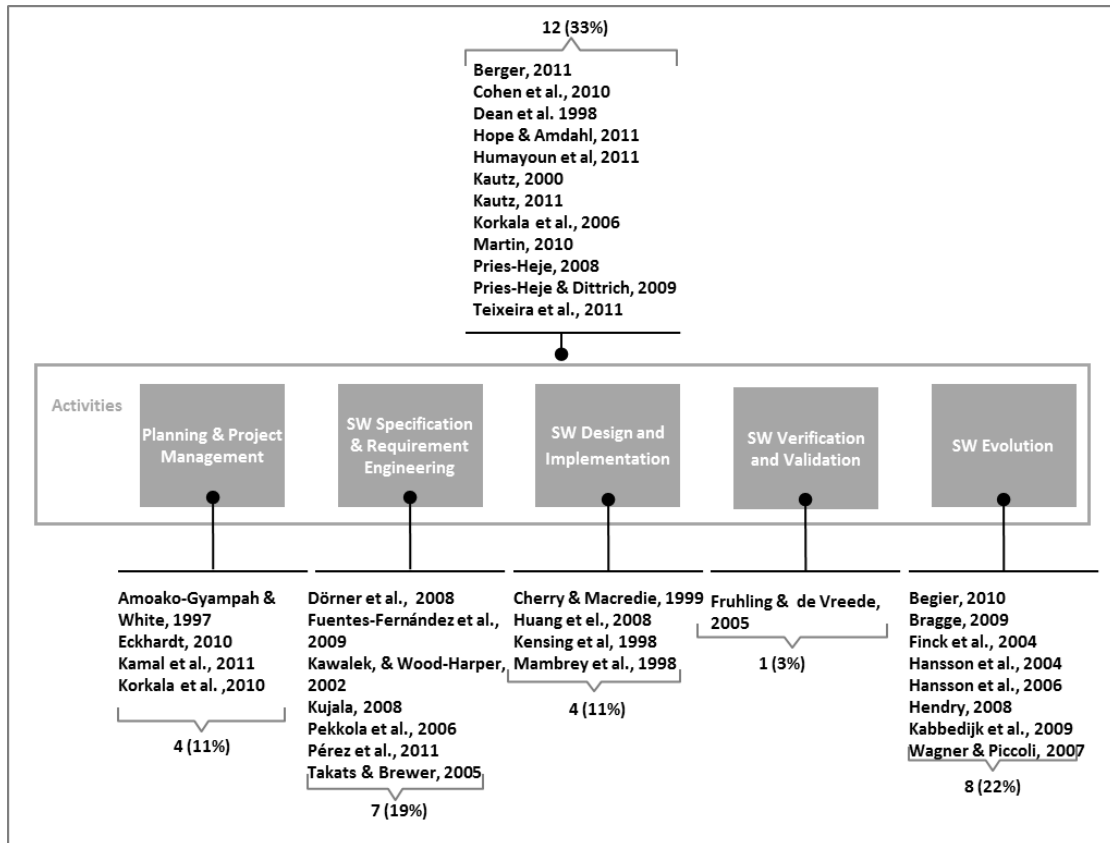 12 (33%)
Berger, 2011
Cohen et al., 2010
Dean et al. 1998
Hope & Amdahl, 2011
Humayoun et al, 2011
Kautz, 2000
Kautz, 2011
Korkala et al., 2006
Martin, 2010
Pries-Heje, 2008
Pries-Heje & Dittrich, 2009
Teixeira et al., 2011
Activities
Planning & Project
Management
SW Specification
& Requirement
Engineering
SW Design and
Implementation
SW Verification
and Validation
SW Evolution
Amoako-Gyampah &
White, 1997
Eckhardt, 2010
Kamal et al., 2011
Korkala et al. ,2010
4 (11%)
Dörner et al., 2008
Fuentes-Fernández et al.,
2009
Kawalek, & Wood-Harper,
2002
Kujala, 2008
Pekkola et al., 2006
Pérez et al., 2011
Takats & Brewer, 2005
7 (19%)
Cherry & Macredie, 1999
Huang et el., 2008
Kensing et al, 1998
Mambrey et al., 1998
4 (11%)
Fruhling & de Vreede,
2005
1 (3%)
Begier, 2010
Bragge, 2009
Finck et al., 2004
Hansson et al., 2004
Hansson et al., 2006
Hendry, 2008
Kabbedijk et al., 2009
Wagner & Piccoli, 2007
8 (22%)